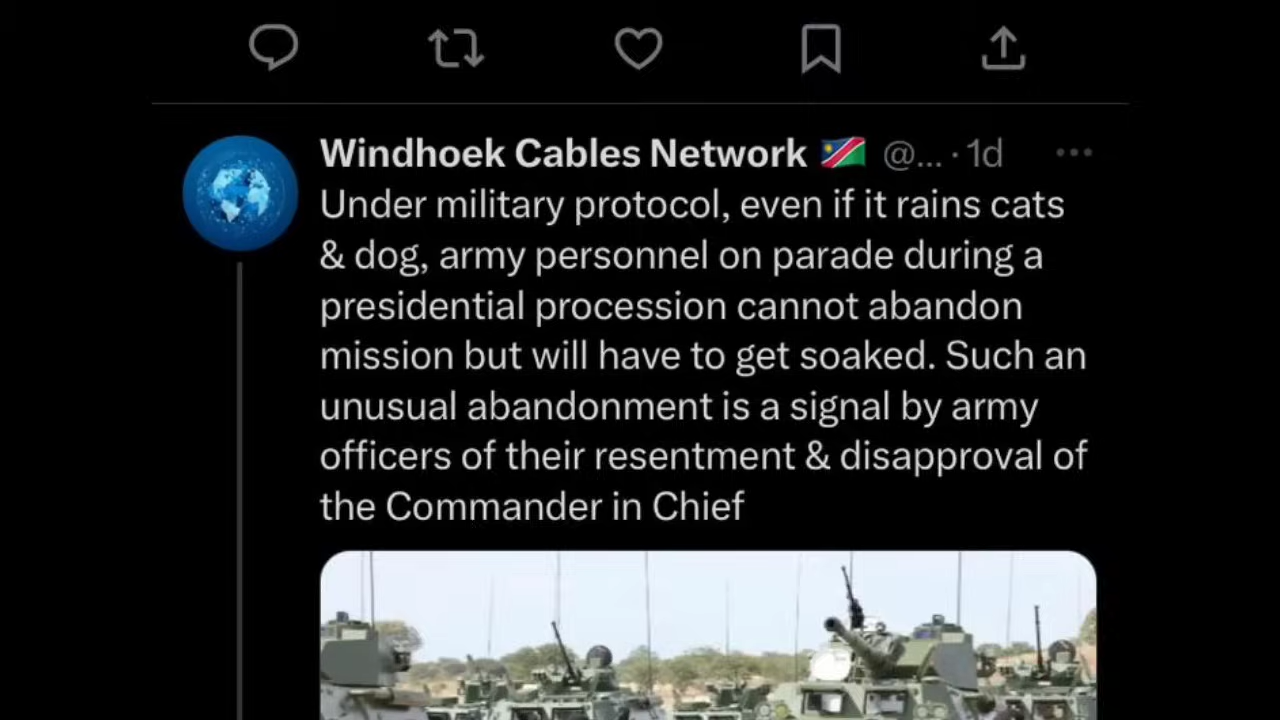 Windhoek Cables Network 🇳🇦 @... · 1d
Under military protocol, even if it rains cats
& dog, army personnel on parade during a
presidential procession cannot abandon
mission but will have to get soaked. Such an
unusual abandonment is a signal by army
officers of their resentment & disapproval of
the Commander in Chief